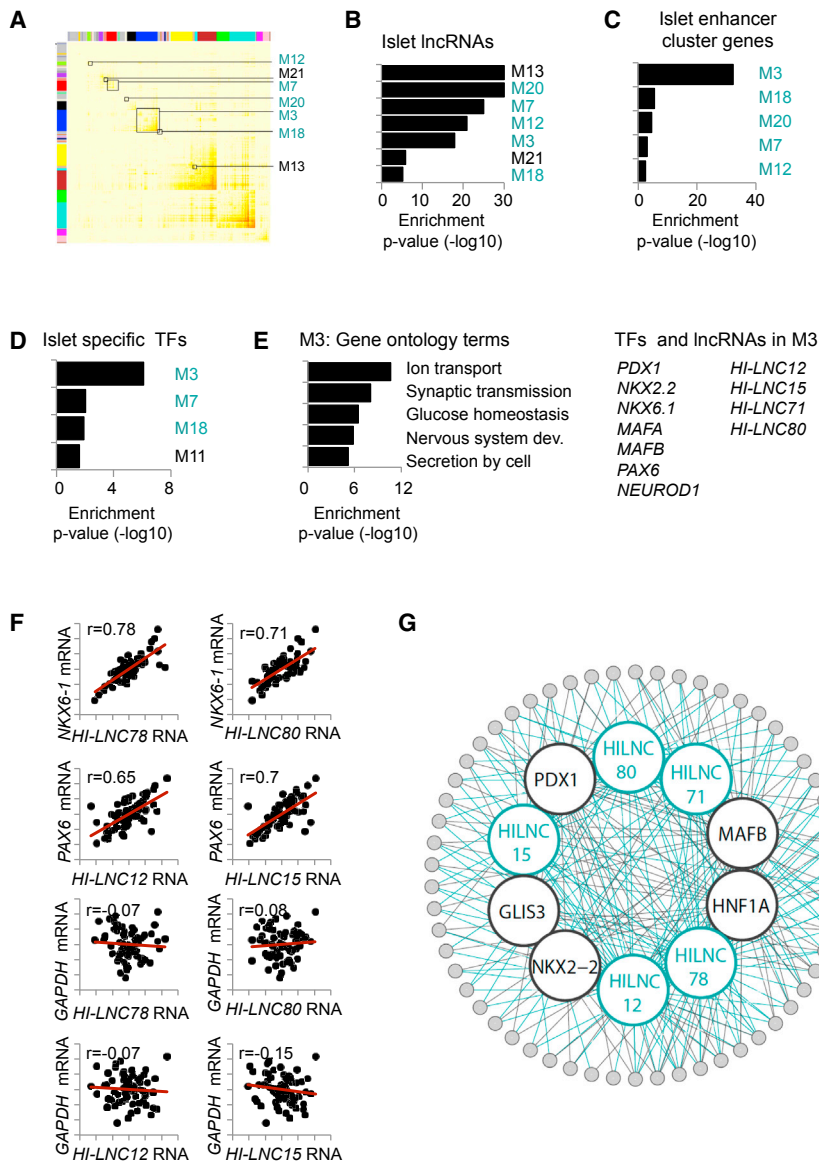 A
M12
M21
M7
M20
M3
M18
M13
B
Islet lncRNAs
M13
M20
M7
M12
M3
M21
M18
0 10 20 30
Enrichment
p-value (-log10)
C
Islet enhancer
cluster genes
M3
M18
M20
M7
M12
0 20 40
Enrichment
p-value (-log10)
D
Islet specific TFs
M3
M7
M18
M11
0 4 8
Enrichment
p-value (-log10)
E
M3: Gene ontology terms
Ion transport
Synaptic transmission
Glucose homeostasis
Nervous system dev.
Secretion by cell
0 6 12
Enrichment
p-value (-log10)
TFs and lncRNAs in M3
PDX1 HI-LNC12
NKX2.2 HI-LNC15
NKX6.1 HI-LNC71
MAFA HI-LNC80
MAFB
PAX6
NEUROD1
F
r=0.78
NKX6-1 mRNA
HI-LNC78 RNA
r=0.71
NKX6-1 mRNA
HI-LNC80 RNA
r=0.65
PAX6 mRNA
HI-LNC12 RNA
r=0.7
PAX6 mRNA
HI-LNC15 RNA
r=-0.07
GAPDH mRNA
HI-LNC78 RNA
r=0.08
GAPDH mRNA
HI-LNC80 RNA
r=-0.07
GAPDH mRNA
HI-LNC12 RNA
r=-0.15
GAPDH mRNA
HI-LNC15 RNA
G
HILNC
80
HILNC
71
PDX1
MAFB
HILNC
15
HNF1A
GLIS3
NKX2-2
HILNC
78
HILNC
12